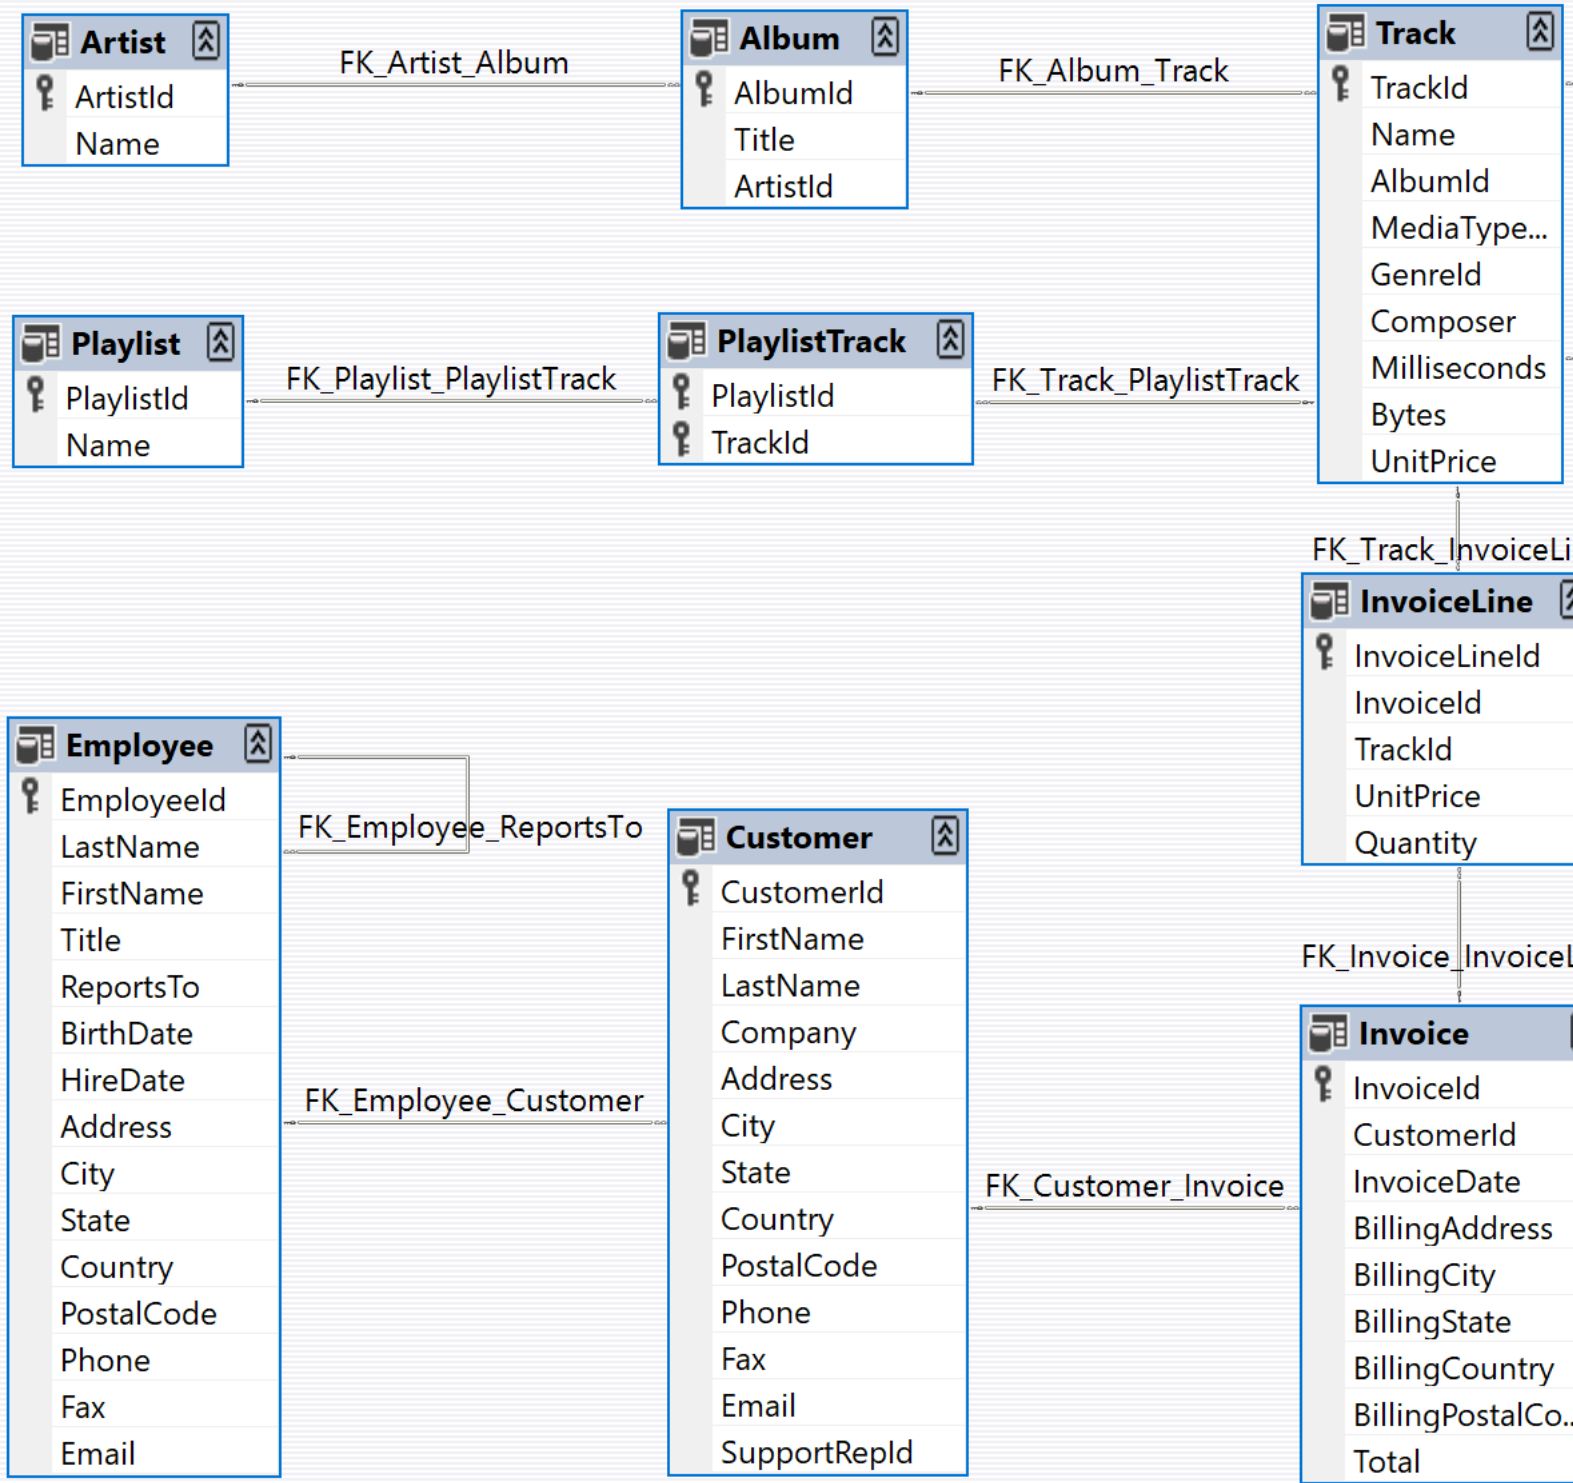 Artist
ArtistId
Name
FK_Artist_Album
Album
AlbumId
Title
ArtistId
FK_Album_Track
Track
TrackId
Name
AlbumId
MediaType...
GenreId
Composer
Milliseconds
Bytes
UnitPrice
Playlist
PlaylistId
Name
FK_Playlist_PlaylistTrack
PlaylistTrack
PlaylistId
TrackId
FK_Track_PlaylistTrack
FK_Track_InvoiceLi
InvoiceLine
InvoiceLineId
InvoiceId
TrackId
UnitPrice
Quantity
Employee
EmployeeId
LastName
FirstName
Title
ReportsTo
BirthDate
HireDate
Address
City
State
Country
PostalCode
Phone
Fax
Email
FK_Employee_ReportsTo
FK_Employee_Customer
Customer
CustomerId
FirstName
LastName
Company
Address
City
State
Country
PostalCode
Phone
Fax
Email
SupportRepId
FK_Customer_Invoice
FK_Invoice_InvoiceL
Invoice
InvoiceId
CustomerId
InvoiceDate
BillingAddress
BillingCity
BillingState
BillingCountry
BillingPostalCo...
Total